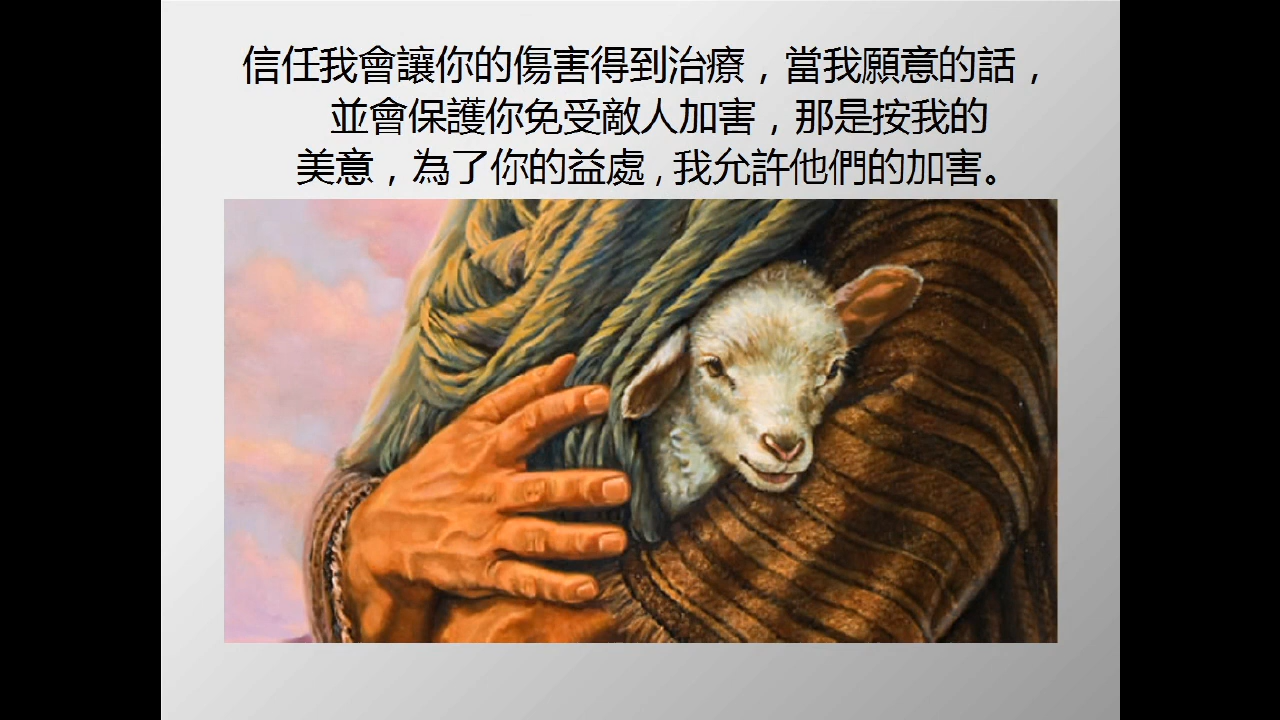 信任我會讓你的傷害得到治療，當我願意的話，
並會保護你免受敵人加害，那是按我的
美意，為了你的益處，我允許他們的加害。